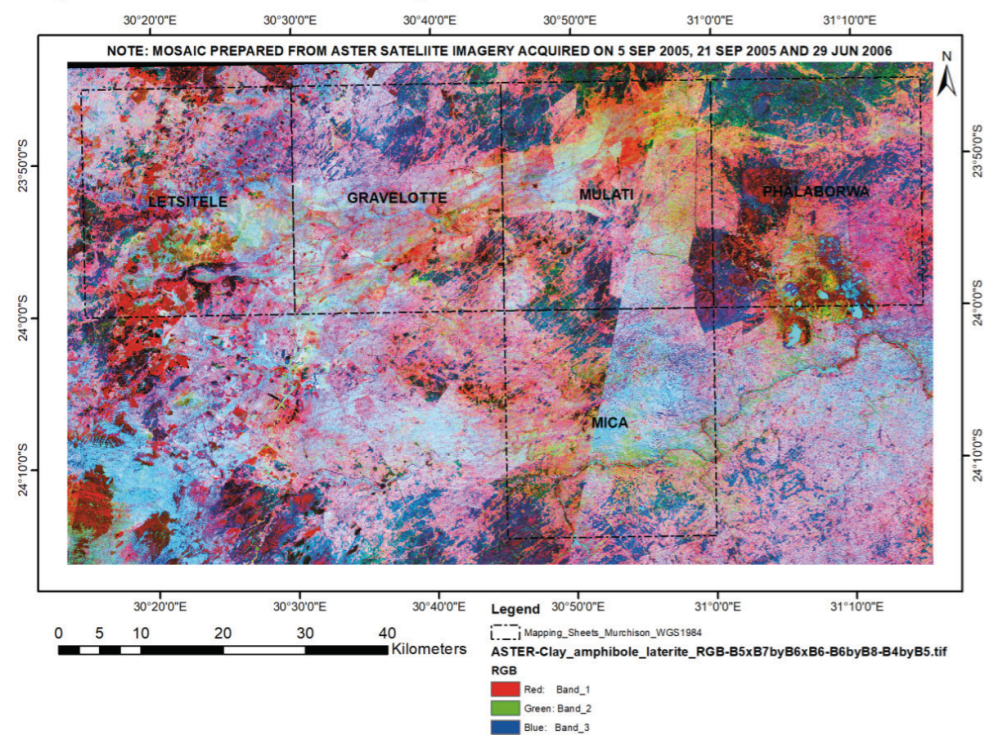 30°20'0"E 30°30'0"E 30°40'0"E 30°50'0"E 31°0'0"E 31°10'0"E
NOTE: MOSAIC PREPARED FROM ASTER SATELIITE IMAGERY ACQUIRED ON 5 SEP 2005, 21 SEP 2005 AND 29 JUN 2006
N
23°50'0"S 23°50'0"S
LETSITELE GRAVELOTTE MULATI PHALABORWA
24°0'0"S 24°0'0"S
MICA
24°10'0"S 24°10'0"S
30°20'0"E 30°30'0"E 30°40'0"E 30°50'0"E 31°0'0"E 31°10'0"E
Legend
0 5 10 20 30 40
Kilometers
Mapping_Sheets_Murchison_WGS1984
ASTER-Clay_amphibole_laterite_RGB-B5xB7byB6xB6-B6byB8-B4byB5.tif
RGB
Red: Band_1
Green: Band_2
Blue: Band_3